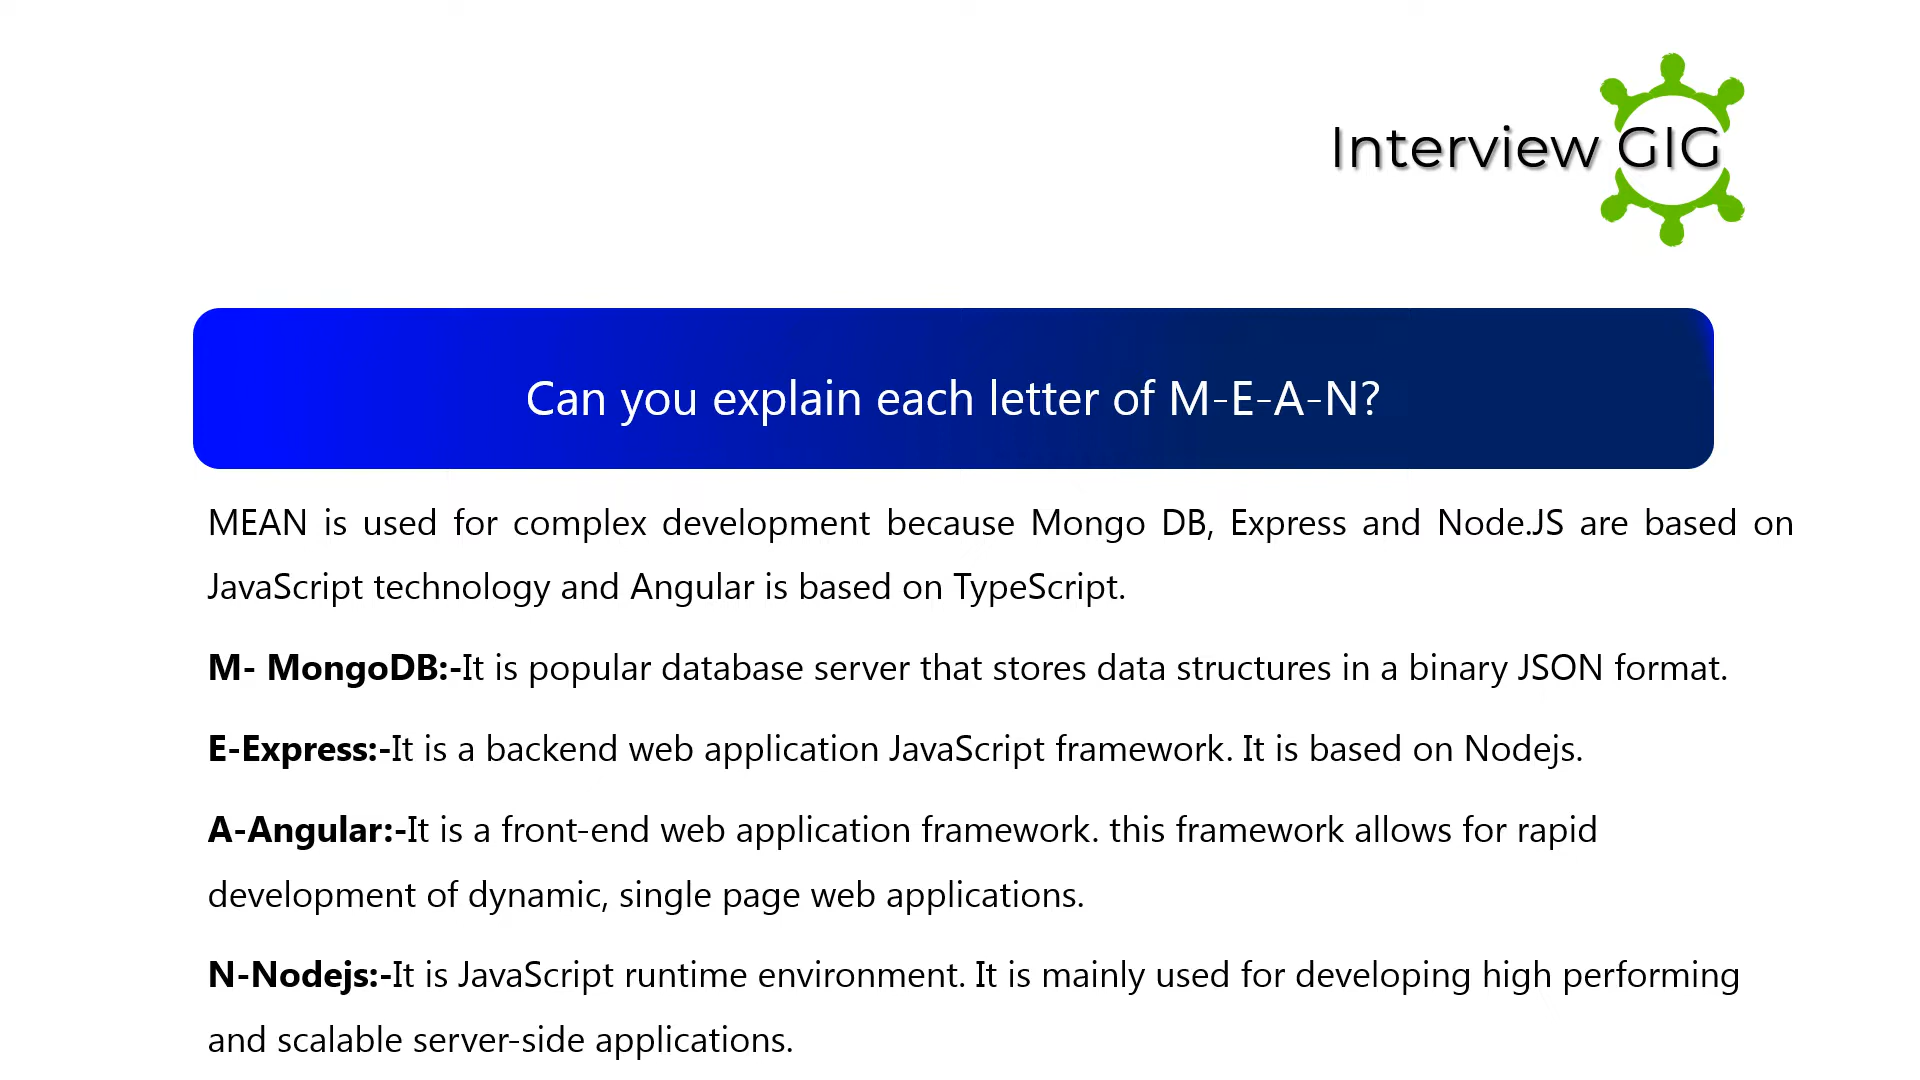 Interview GIG
Can you explain each letter of M-E-A-N?
MEAN is used for complex development because Mongo DB, Express and Node.JS are based on
JavaScript technology and Angular is based on TypeScript.
M- MongoDB:-It is popular database server that stores data structures in a binary JSON format.
E-Express:-It is a backend web application JavaScript framework. It is based on Nodejs.
A-Angular:-It is a front-end web application framework. this framework allows for rapid
development of dynamic, single page web applications.
N-Nodejs:-It is JavaScript runtime environment. It is mainly used for developing high performing
and scalable server-side applications.